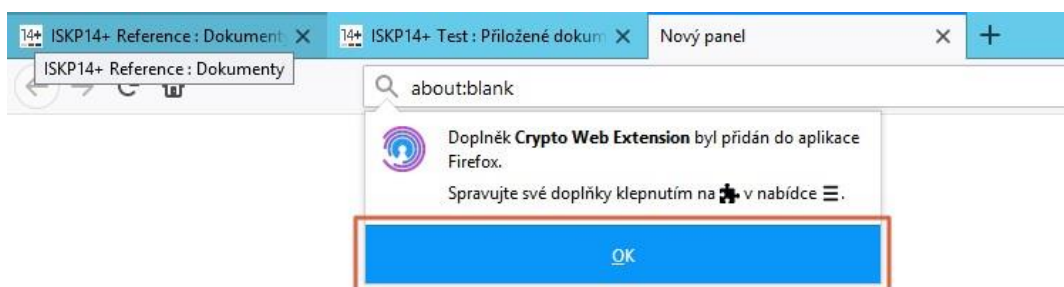 14+ ISKP14+ Reference : Dokument
14+ ISKP14+ Test : Přiložené dokum
Nový panel
ISKP14+ Reference : Dokumenty
about:blank
Doplněk Crypto Web Extension byl přidán do aplikace
Firefox.
Spravujte své doplňky klepnutím na v nabídce ☰.
OK